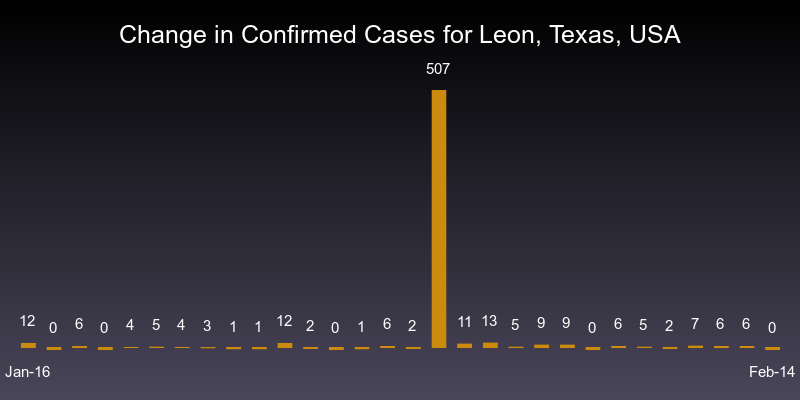 Change in Confirmed Cases for Leon, Texas, USA
507
12 0 6 0 4 5 4 3 1 1 12 2 0 1 6 2 11 13 5 9 9 0 6 5 2 7 6 6 0
Jan-16 Feb-14